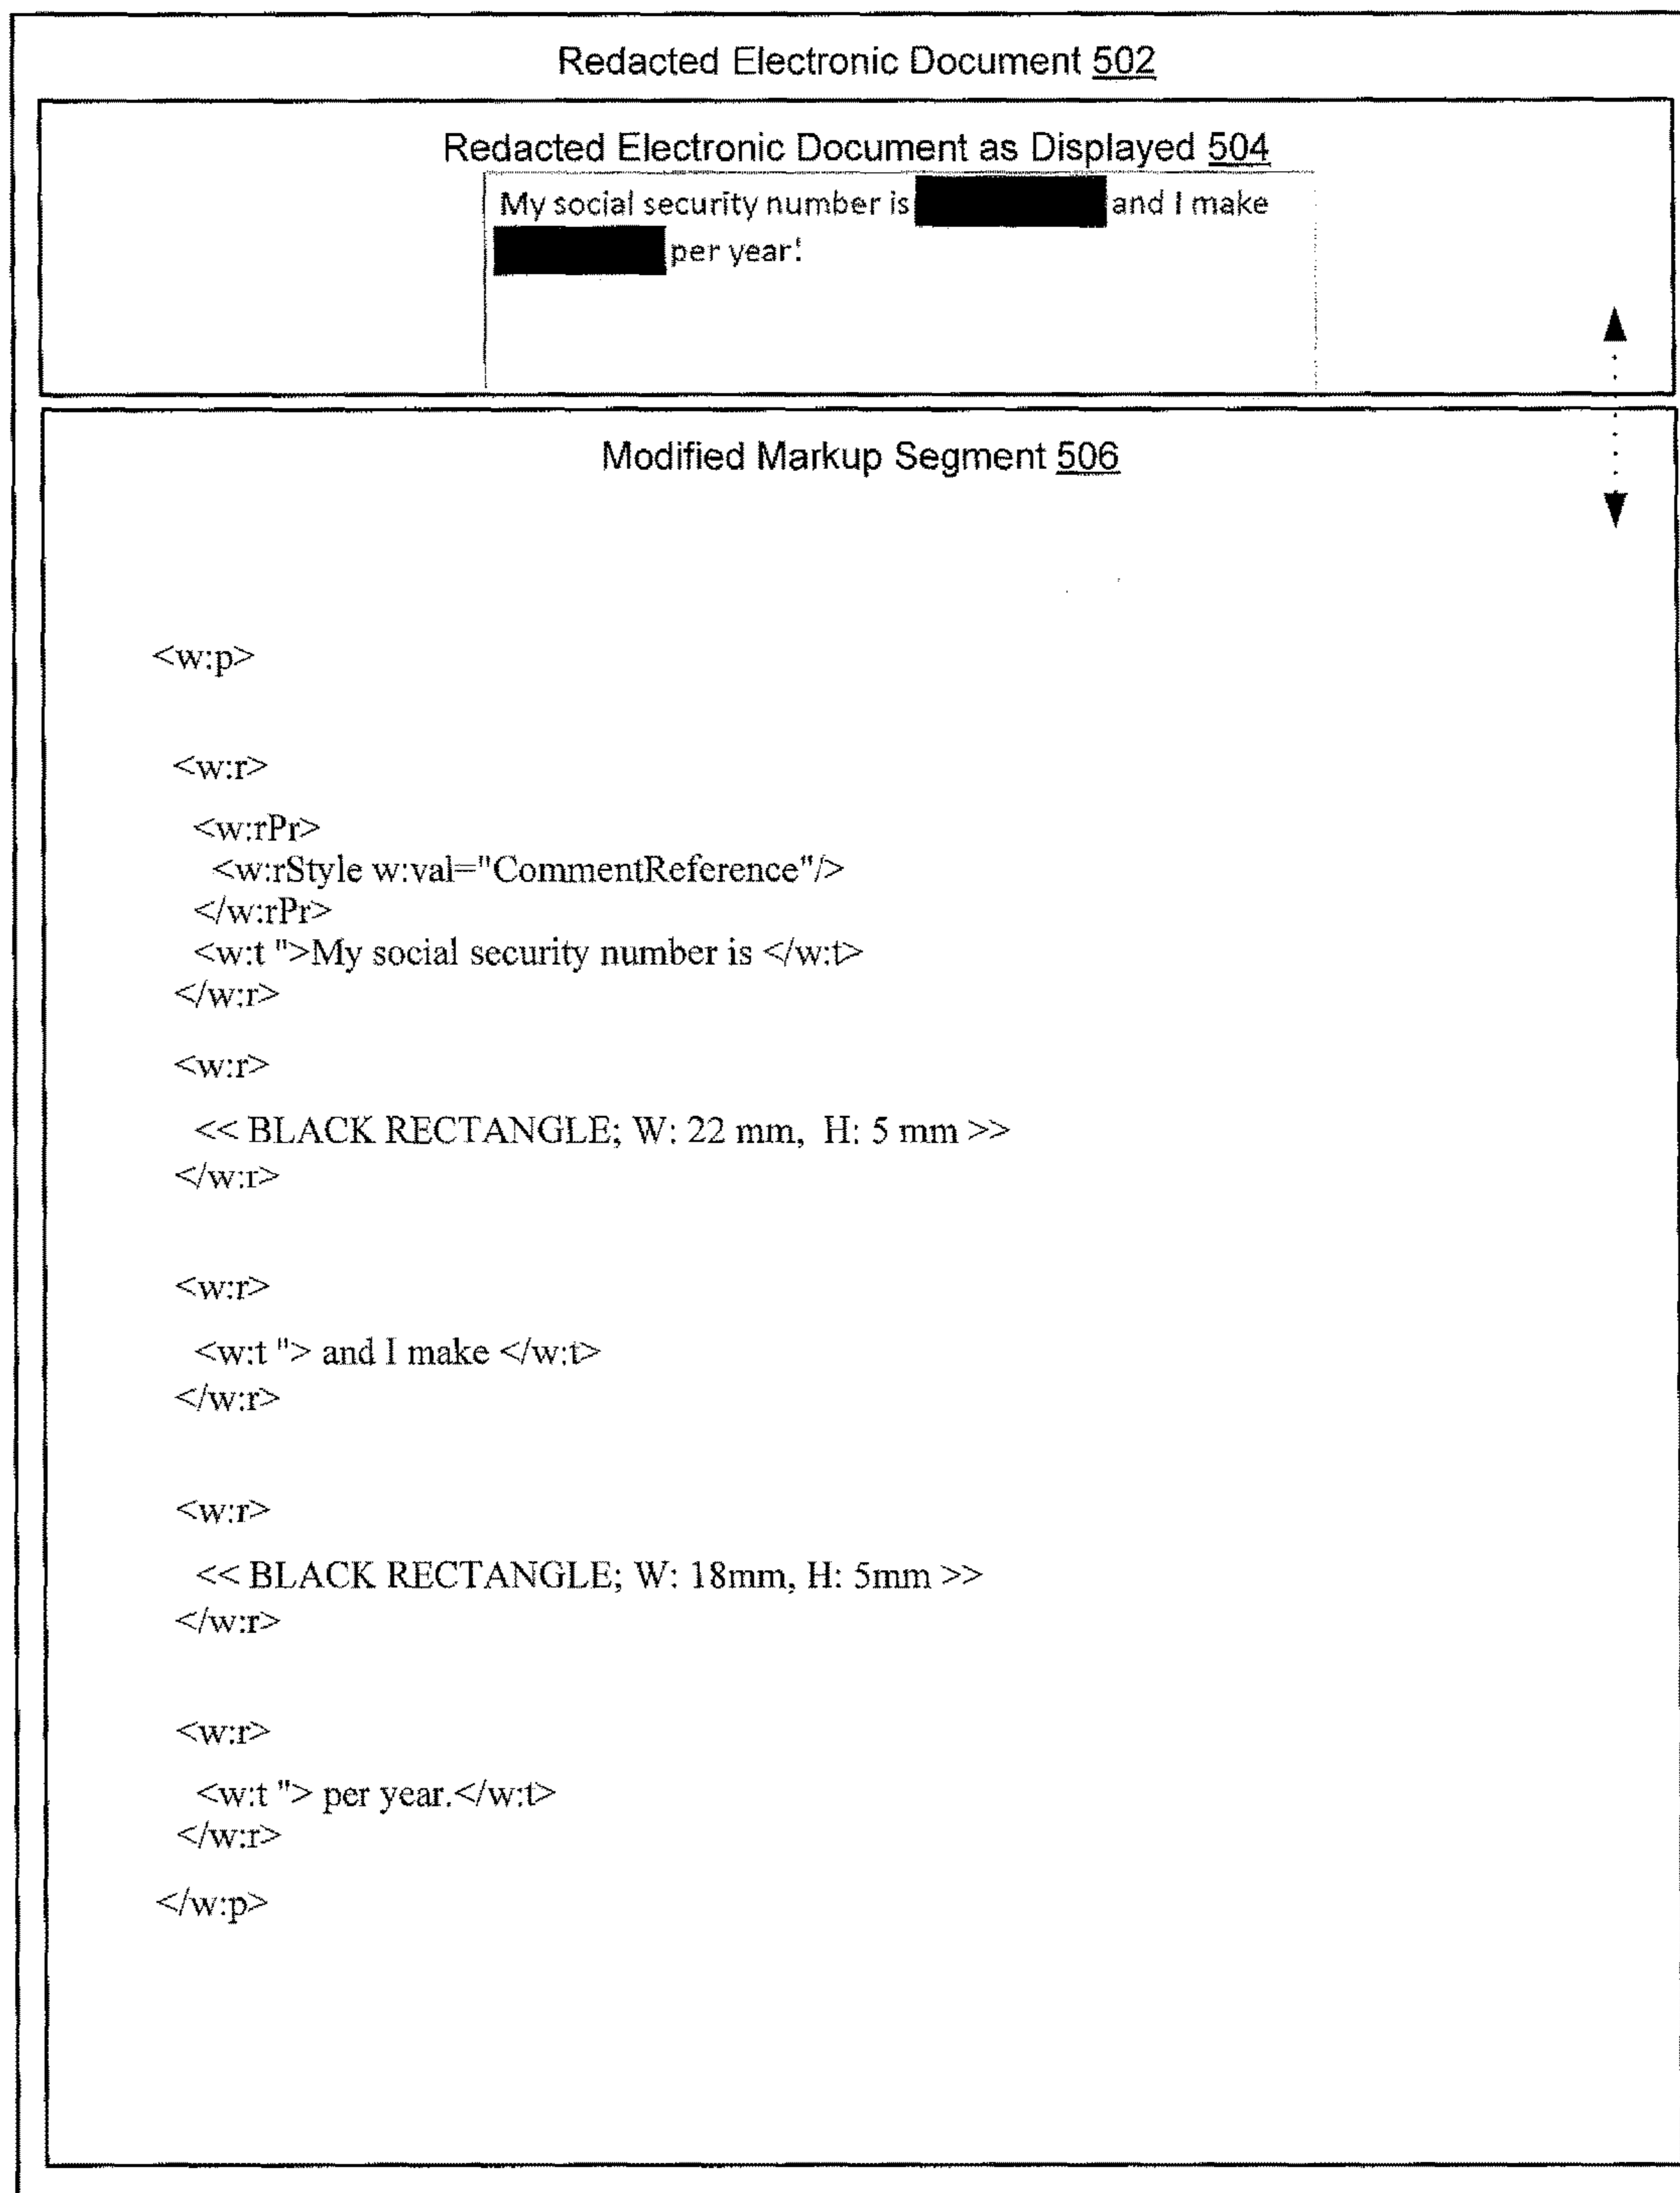 Redacted Electronic Document 502
Redacted Electronic Document as Displayed 504
My social security number is and I make
per year!
Modified Markup Segment 506
<w:p>
<w:r>
<w:rPr>
<w:rStyle w:val="CommentReference"/>
</w:rPr>
<w:t ">My social security number is </w:t>
</w:r>
<w:r>
<< BLACK RECTANGLE; W: 22 mm, H: 5 mm >>
</w:r>
<w:r>
<w:t "> and I make </w:t>
</w:r>
<w:r>
<< BLACK RECTANGLE; W: 18mm, H: 5mm >>
</w:r>
<w:r>
<w:t "> per year.</w:t>
</w:r>
</w:p>